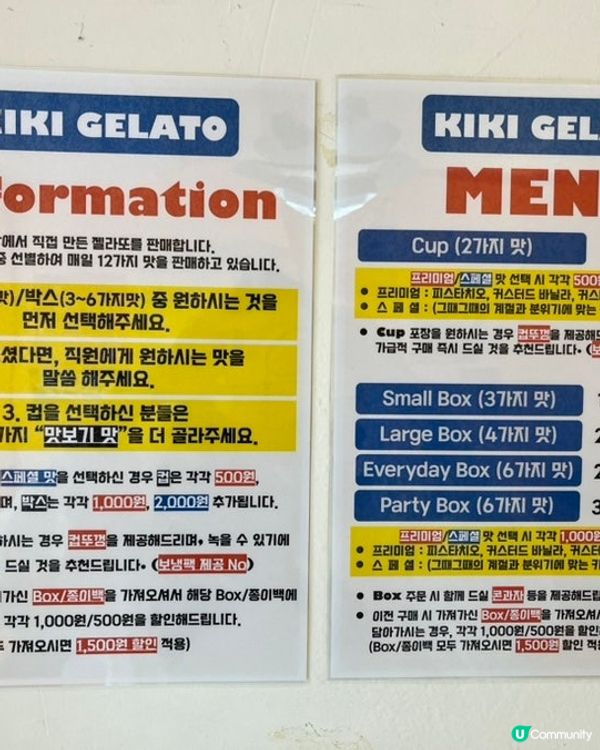 KIKI GELATO
formation
에서 직접 만든 젤라또를 판매합니다.
중 선별하여 매일 12가지 맛을 판매하고 있습니다.
맛)/박스(3~6가지맛) 중 원하시는 것을
먼저 선택해주세요.
셨다면, 직원에게 원하시는 맛을
말씀 해주세요.
3. 컵을 선택하신 분들은
가지 “맛보기 맛”을 더 골라주세요.
스페셜 맛을 선택하신 경우 컵은 각각 500원,
며, 박스는 각각 1,000원, 2,000원 추가됩니다.
하시는 경우 컵뚜껑을 제공해드리며, 녹을 수 있기에
드실 것을 추천드립니다. (보냉팩 제공 No)
가신 Box/종이백을 가져오셔서 해당 Box/종이백에
각각 1,000원/500원을 할인해드립니다.
두 가져오시면 1,500원 할인 적용)
KIKI GEL
MEN
Cup (2가지 맛)
프리미엄/스페셜 맛 선택 시 각각 500원
• 프리미엄 : 피스타치오, 커스터드 바닐라, 커스
• 스 페 셜 : (그때그때의 계절과 분위기에 맞는
• Cup 포장을 원하시는 경우 컵뚜껑을 제공해드
가급적 구매 즉시 드실 것을 추천드립니다. (보
Small Box (3가지 맛)
Large Box (4가지 맛) 2
Everyday Box (6가지 맛) 2
Party Box (6가지 맛) 3
프리미엄/스페셜 맛 선택 시 각각 1,000원
• 프리미엄 : 피스타치오, 커스터드 바닐라, 커스터
• 스 페 셜 : (그때그때의 계절과 분위기에 맞는 키
• Box 주문 시 함께 드실 콘과자 등을 제공해드립
• 이전 구매 시 가져가신 Box/종이백을 가져오셔
담아가시는 경우, 각각 1,000원/500원을 할인해
(Box/종이백 모두 가져오시면 1,500원 할인 적용
U Community